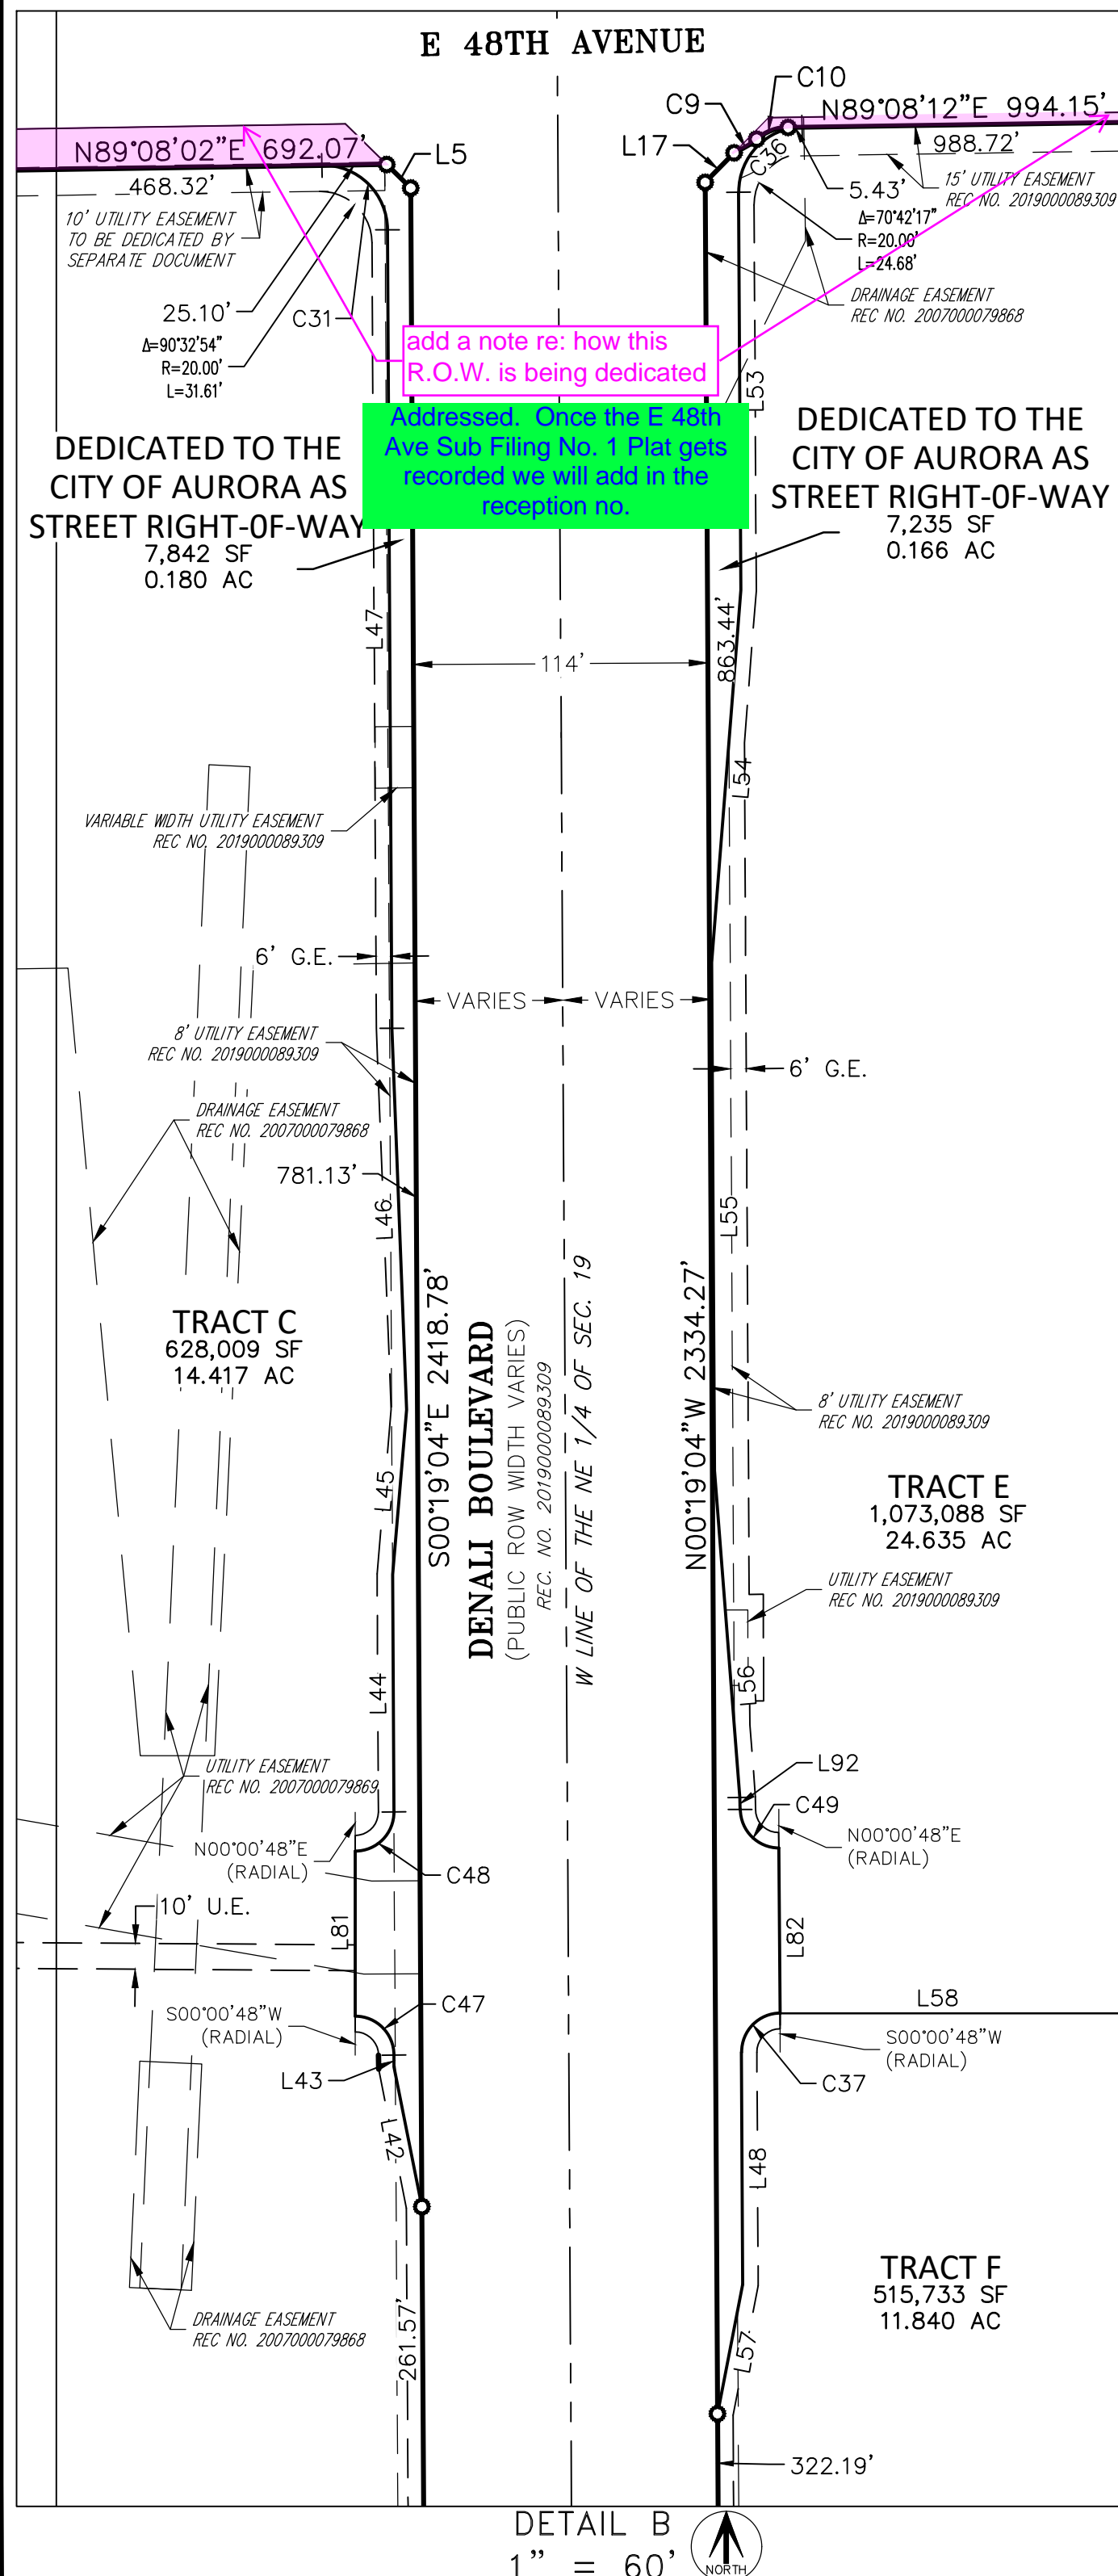 E 48TH AVENUE
C10
C9
N89°08'12"E 994.15'
N89°08'02"E 692.07'
L5
L17
C36
988.72'
468.32'
5.43'
15' UTILITY EASEMENT
REC NO. 2019000089309
10' UTILITY EASEMENT
TO BE DEDICATED BY
SEPARATE DOCUMENT
Δ=70°42'17"
R=20.00'
L=24.68'
25.10'
C31
DRAINAGE EASEMENT
REC NO. 2007000079868
Δ=90°32'54"
R=20.00'
L=31.61'
add a note re: how this
R.O.W. is being dedicated
L53
Addressed. Once the E 48th
Ave Sub Filing No. 1 Plat gets
recorded we will add in the
reception no.
DEDICATED TO THE
CITY OF AURORA AS
STREET RIGHT-0F-WAY
7,842 SF
0.180 AC
DEDICATED TO THE
CITY OF AURORA AS
STREET RIGHT-0F-WAY
7,235 SF
0.166 AC
L47
863.44'
114'
L54
VARIABLE WIDTH UTILITY EASEMENT
REC NO. 2019000089309
6' G.E.
VARIES
VARIES
8' UTILITY EASEMENT
REC NO. 2019000089309
6' G.E.
DRAINAGE EASEMENT
REC NO. 2007000079868
781.13'
L46
L55
TRACT C
628,009 SF
14.417 AC
S00°19'04"E 2418.78'
DENALI BOULEVARD
(PUBLIC ROW WIDTH VARIES)
REC. NO. 2019000089309
W LINE OF THE NE 1/4 OF SEC. 19
N00°19'04"W 2334.27'
8' UTILITY EASEMENT
REC NO. 2019000089309
L45
TRACT E
1,073,088 SF
24.635 AC
UTILITY EASEMENT
REC NO. 2019000089309
L44
L56
UTILITY EASEMENT
REC NO. 2007000079869
L92
C49
N00°00'48"E
(RADIAL)
N00°00'48"E
(RADIAL)
C48
10' U.E.
L81
L82
L58
S00°00'48"W
(RADIAL)
C47
S00°00'48"W
(RADIAL)
L43
C37
L42
L48
TRACT F
515,733 SF
11.840 AC
DRAINAGE EASEMENT
REC NO. 2007000079868
261.57'
L57
322.19'
DETAIL B
1" = 60'
NORTH